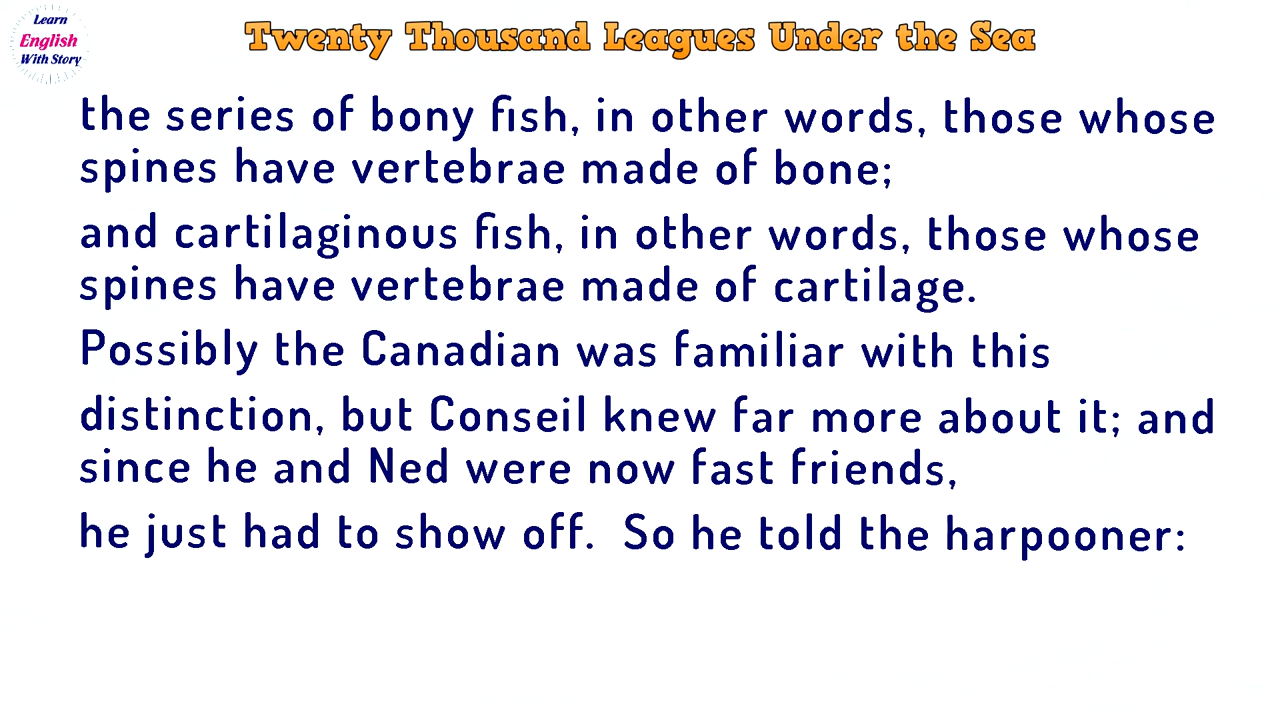 Learn
English
With Story
Twenty Thousand Leagues Under the Sea
the series of bony fish, in other words, those whose
spines have vertebrae made of bone;
and cartilaginous fish, in other words, those whose
spines have vertebrae made of cartilage.
Possibly the Canadian was familiar with this
distinction, but Conseil knew far more about it; and
since he and Ned were now fast friends,
he just had to show off.  So he told the harpooner: